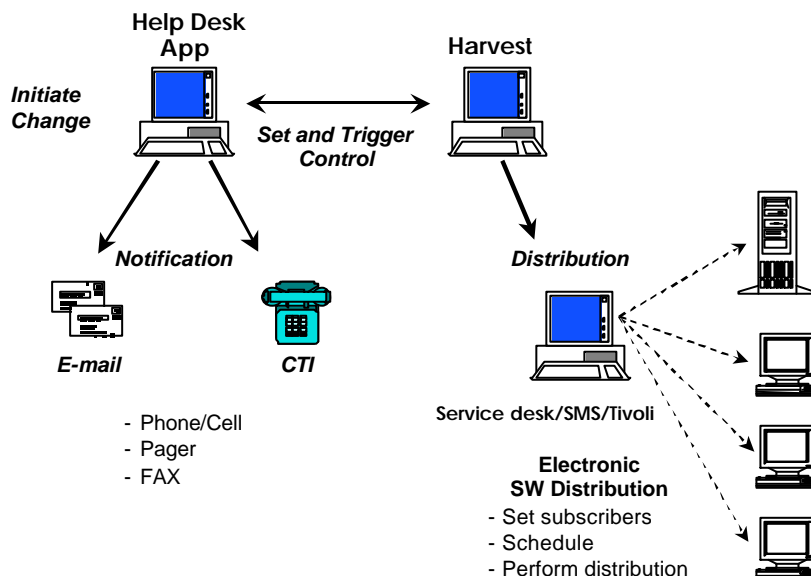 Help Desk
App
Harvest
Initiate
Change
Set and Trigger
Control
Notification
Distribution
E-mail
CTI
- Phone/Cell
- Pager
- FAX
Service desk/SMS/Tivoli
Electronic
SW Distribution
- Set subscribers
- Schedule
- Perform distribution